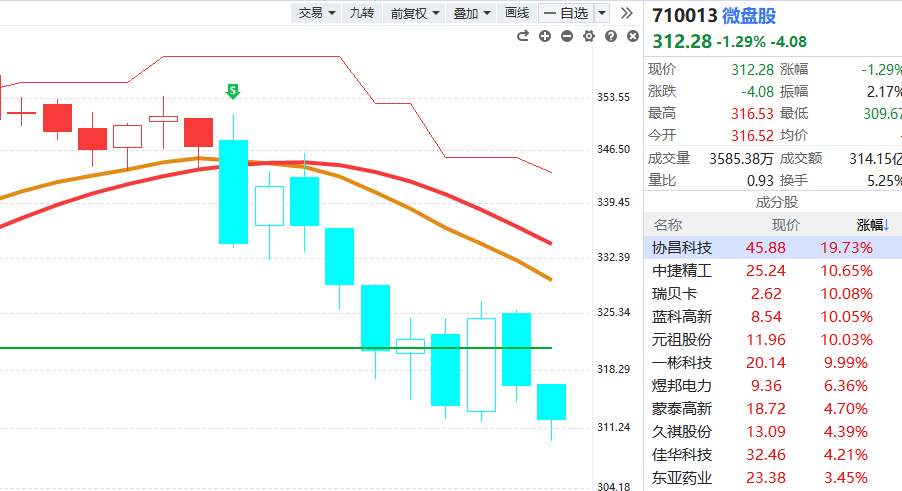 交易 九转 前复权 叠加 画线 一自选
S
353.55
346.50
339.45
332.39
325.34
318.29
311.24
304.18
710013 微盘股
312.28 -1.29% -4.08
现价 312.28 涨幅 -1.29%
涨跌 -4.08 振幅 2.17%
最高 316.53 最低 309.67
今开 316.52 均价 -
成交量 3585.38万 成交额 314.15亿
量比 0.93 换手 5.25%
成分股
名称 现价 涨幅↓
协昌科技 45.88 19.73%
中捷精工 25.24 10.65%
瑞贝卡 2.62 10.08%
蓝科高新 8.54 10.05%
元祖股份 11.96 10.03%
一彬科技 20.14 9.99%
煜邦电力 9.36 6.36%
蒙泰高新 18.72 4.70%
久祺股份 13.09 4.39%
佳华科技 32.46 4.21%
东亚药业 23.38 3.45%